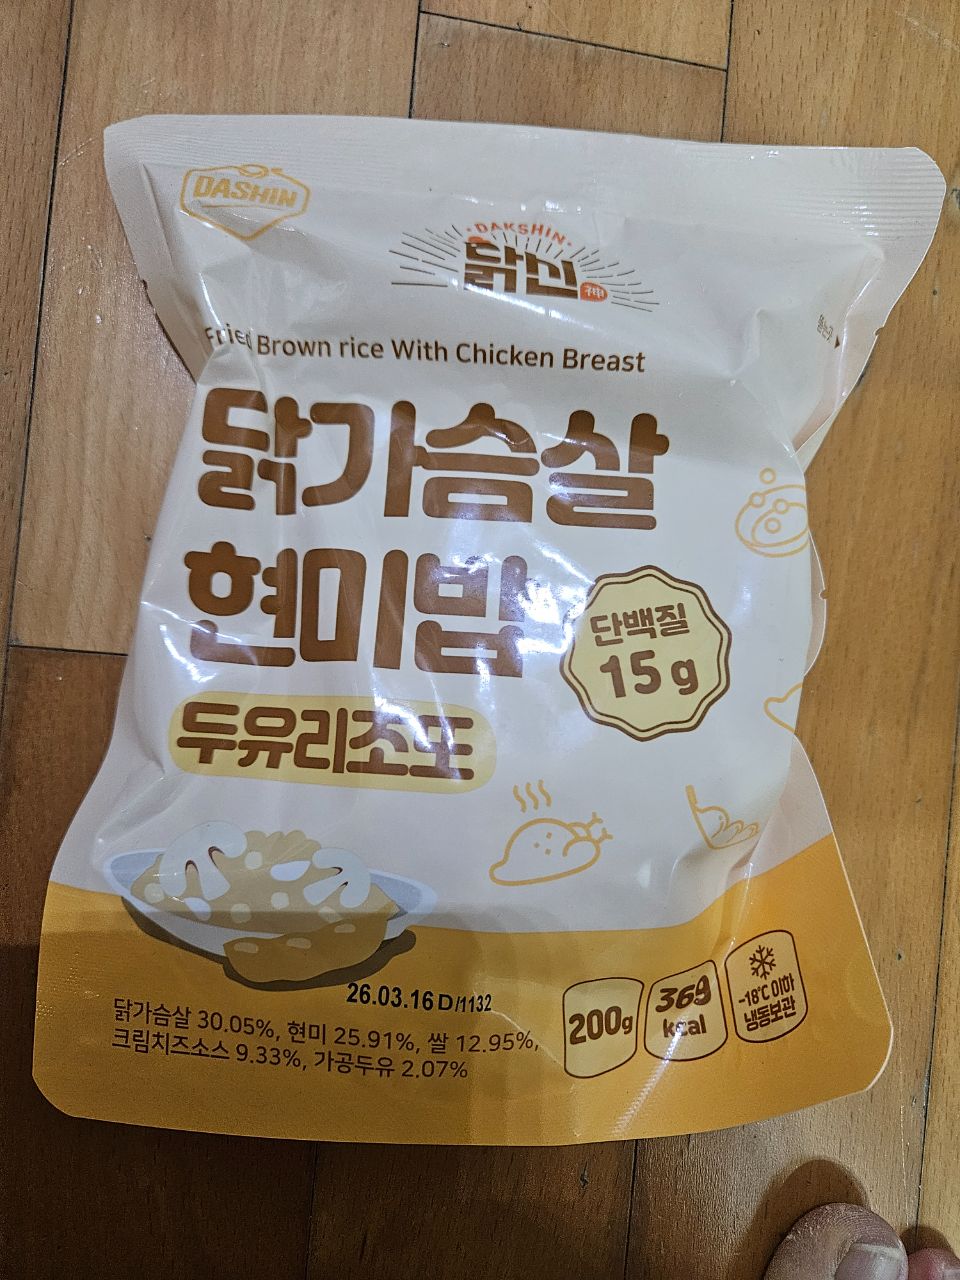 DASHIN
DAKSHIN
닭신
神
Fried Brown rice With Chicken Breast
닭가슴살
현미밥
단백질
15 g
두유리조또
26.03.16 D/1132
닭가슴살 30.05%, 현미 25.91%, 쌀 12.95%,
크림치즈소스 9.33%, 가공두유 2.07%
200g
369
kcal
-18℃ 이하
냉동보관